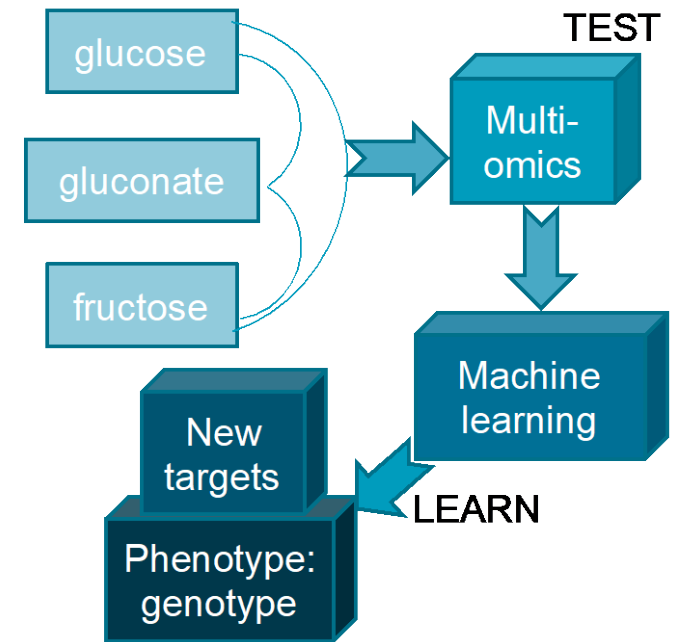 glucose
gluconate
fructose
TEST
Multi-
omics
Machine
learning
LEARN
New
targets
Phenotype:
genotype